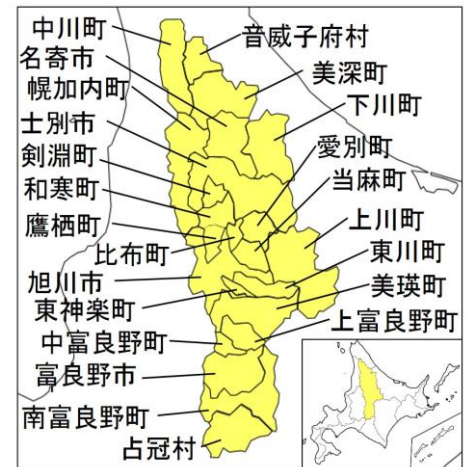 中川町
音威子府村
名寄市
美深町
幌加内町
下川町
士別市
愛別町
剣淵町
当麻町
和寒町
上川町
鷹栖町
比布町
東川町
旭川市
美瑛町
東神楽町
上富良野町
中富良野町
富良野市
南富良野町
占冠村